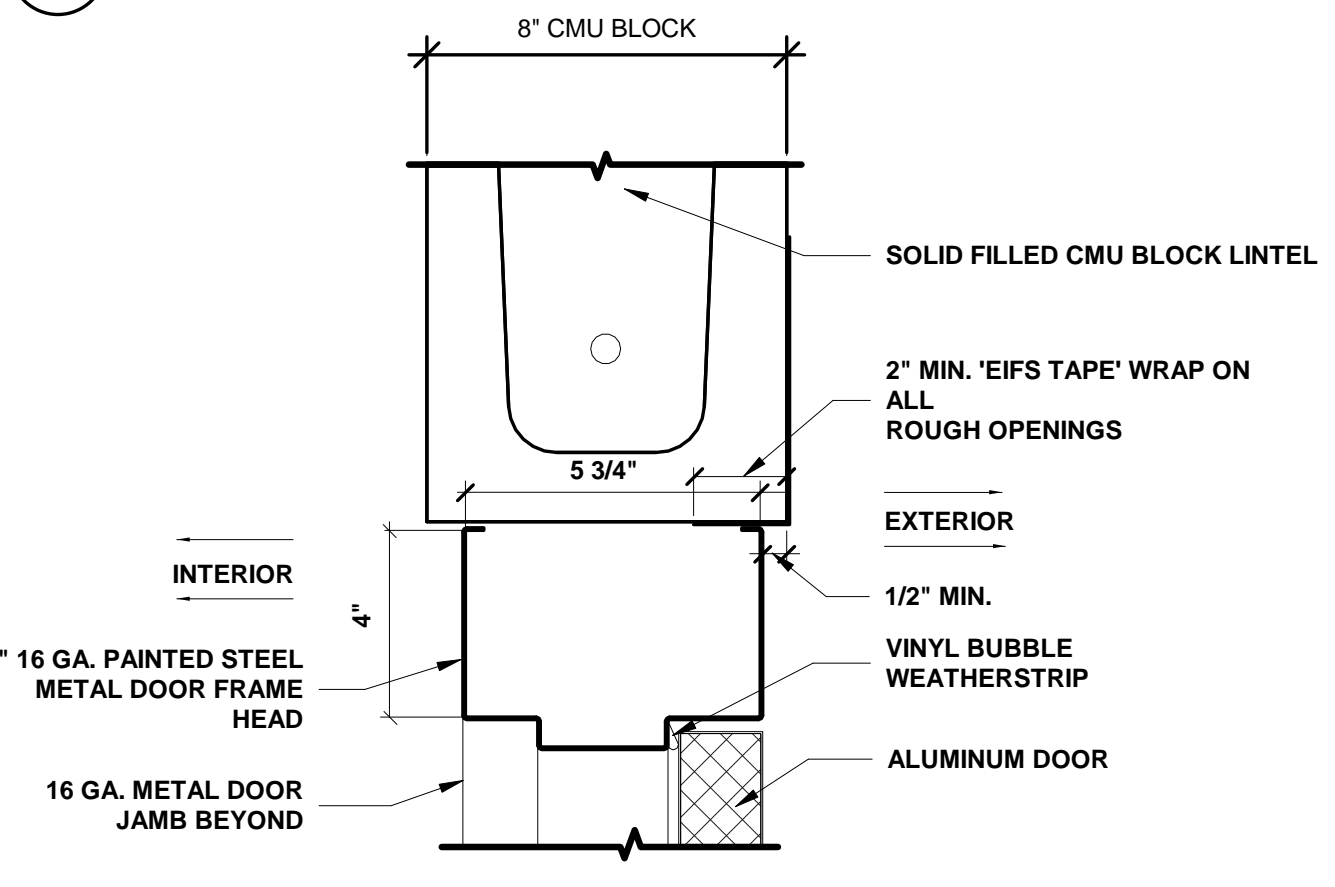 8" CMU BLOCK
SOLID FILLED CMU BLOCK LINTEL
2" MIN. 'EIFS TAPE' WRAP ON
ALL
ROUGH OPENINGS
5 3/4"
EXTERIOR
INTERIOR
1/2" MIN.
4"
" 16 GA. PAINTED STEEL
METAL DOOR FRAME
HEAD
VINYL BUBBLE
WEATHERSTRIP
ALUMINUM DOOR
16 GA. METAL DOOR
JAMB BEYOND